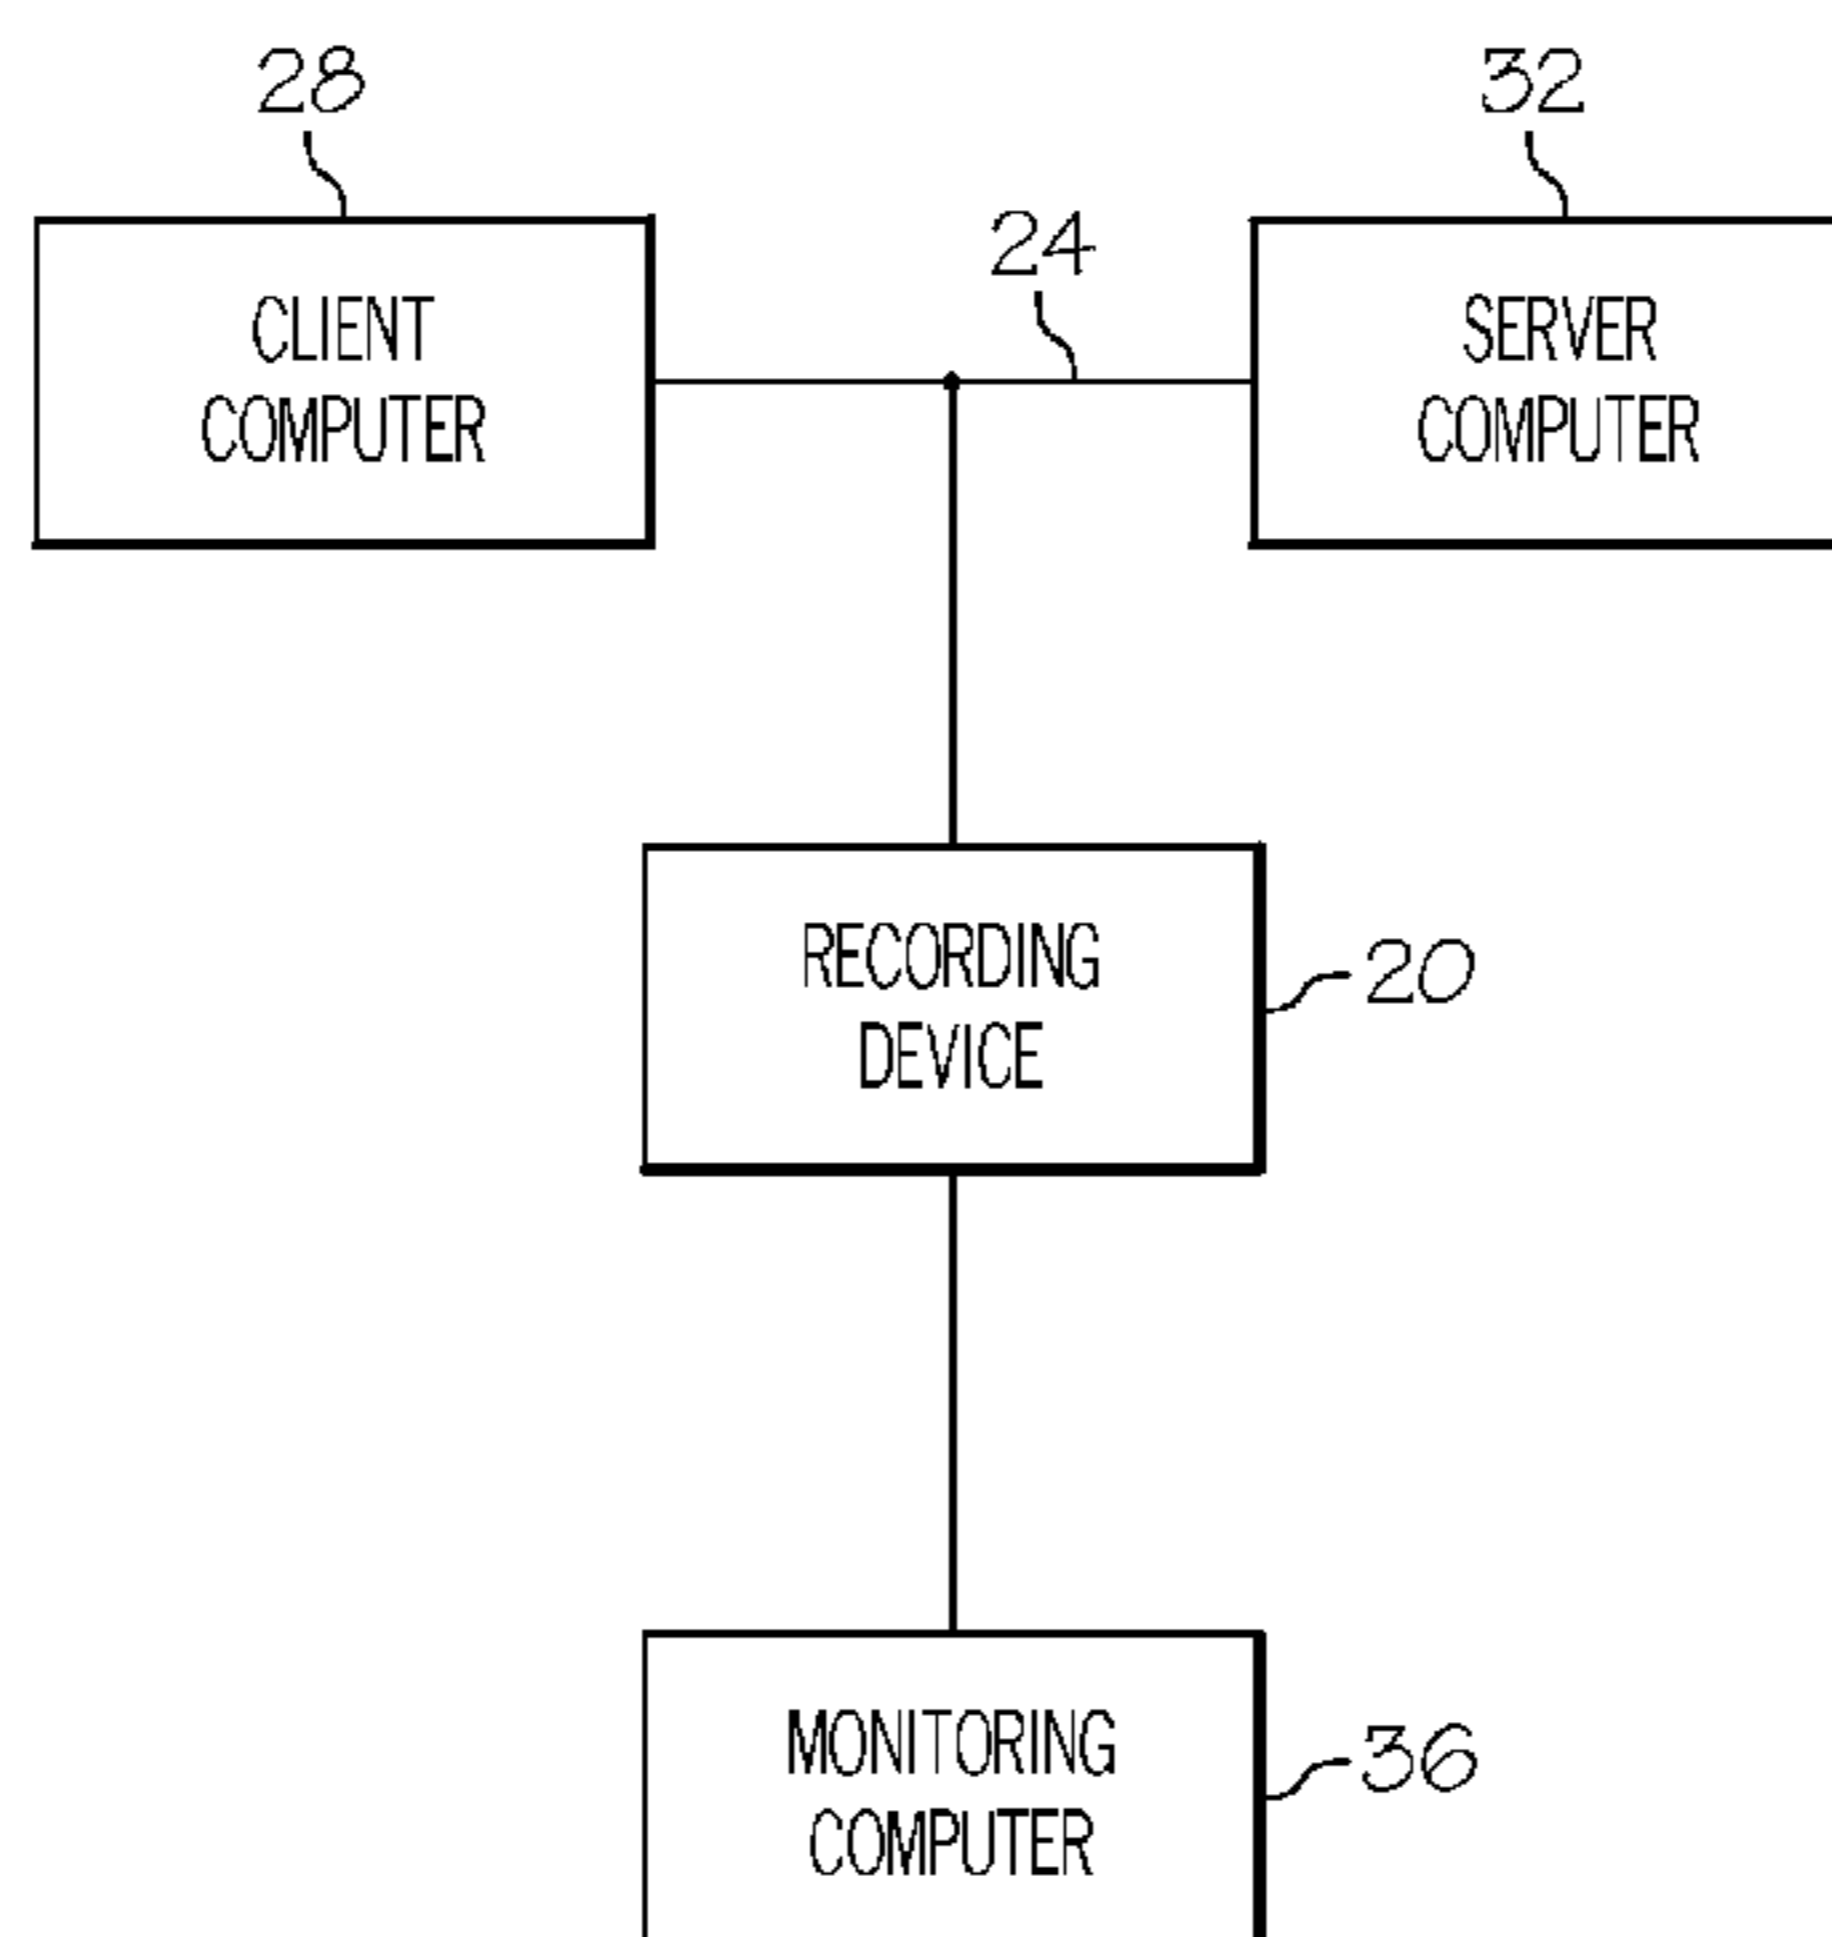 28
32
24
CLIENT
COMPUTER
SERVER
COMPUTER
RECORDING
DEVICE
20
MONITORING
COMPUTER
36